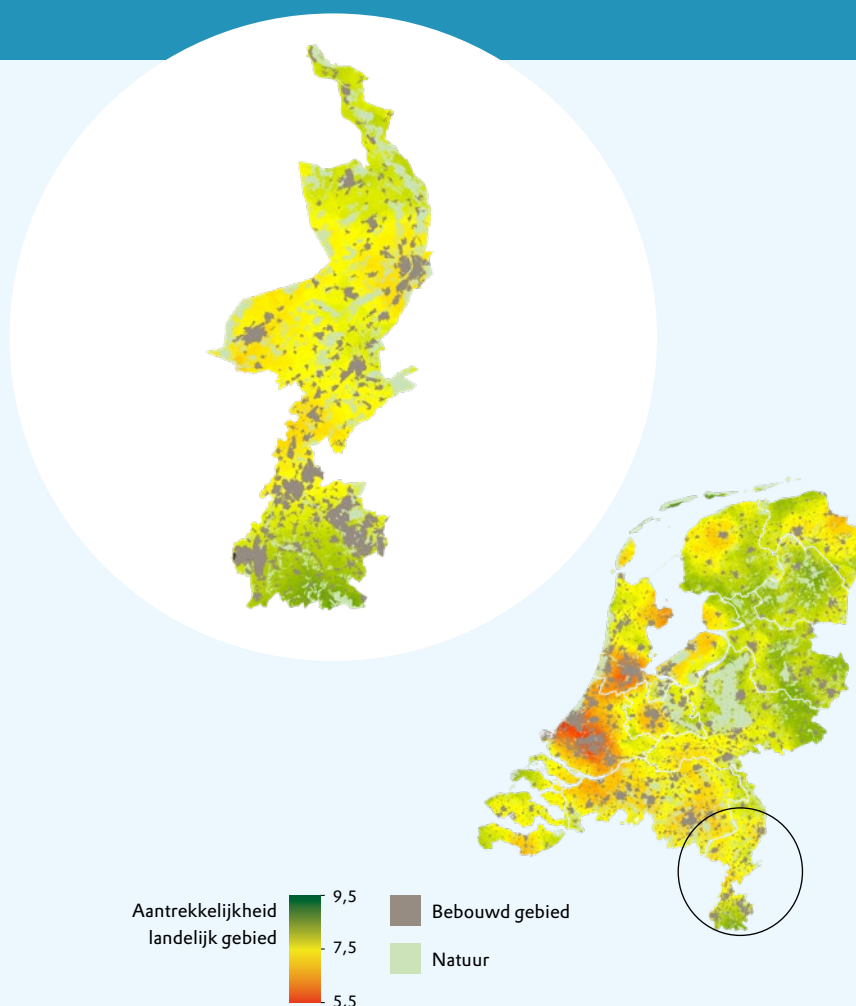 Aantrekkelijkheid
landelijk gebied
9,5
7,5
5,5
Bebouwd gebied
Natuur